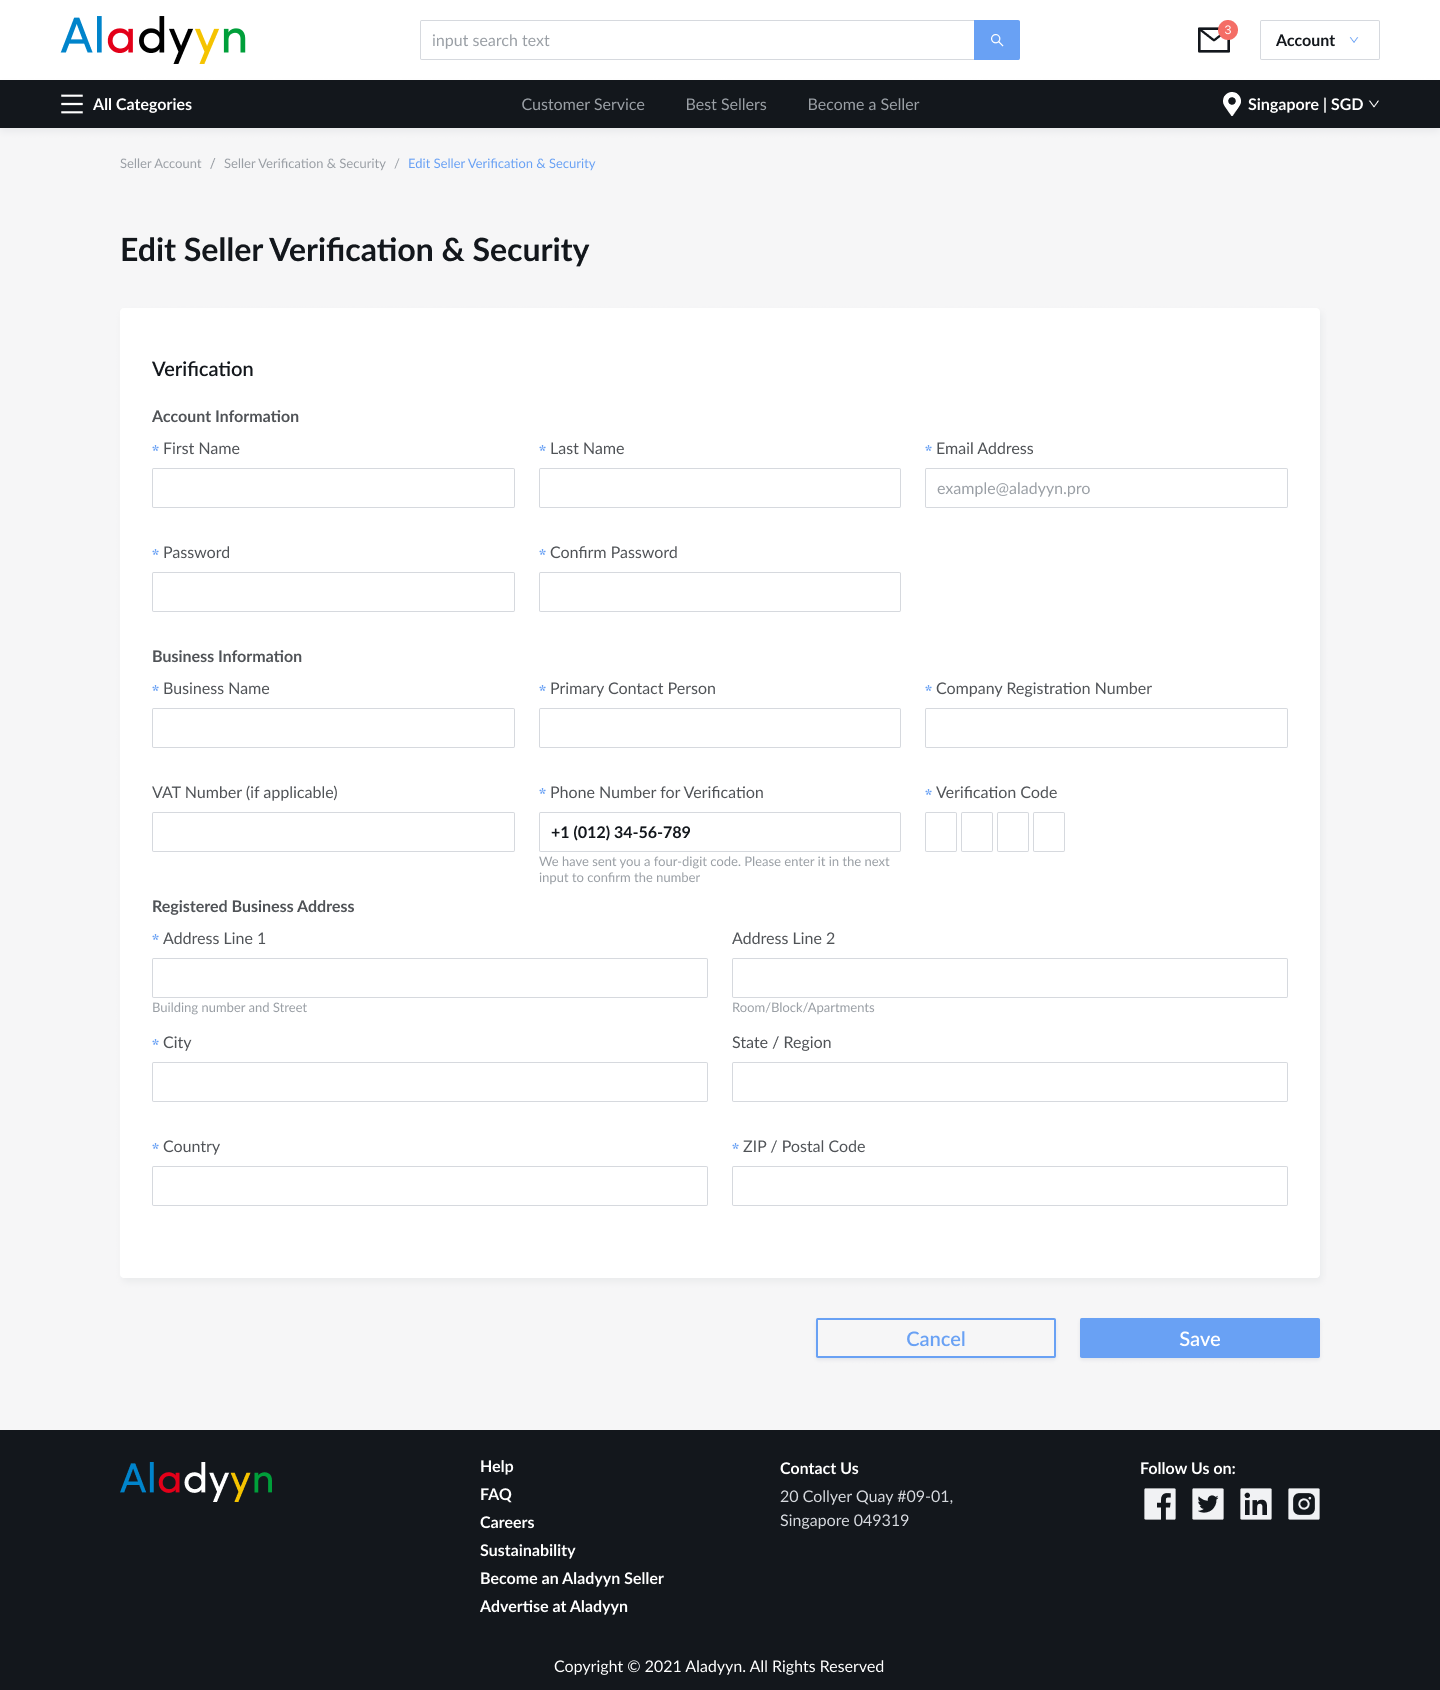 Aladyyn
input search text
3
Account
All Categories
Customer Service
Best Sellers
Become a Seller
Singapore | SGD
Seller Account / Seller Verification & Security / Edit Seller Verification & Security
Edit Seller Verification & Security
Verification
Account Information
* First Name
* Last Name
* Email Address
example@aladyyn.pro
* Password
* Confirm Password
Business Information
* Business Name
* Primary Contact Person
* Company Registration Number
VAT Number (if applicable)
* Phone Number for Verification
* Verification Code
+1 (012) 34-56-789
We have sent you a four-digit code. Please enter it in the next
input to confirm the number
Registered Business Address
* Address Line 1
Address Line 2
Building number and Street
Room/Block/Apartments
* City
State / Region
* Country
* ZIP / Postal Code
Cancel
Save
Aladyyn
Help
FAQ
Careers
Sustainability
Become an Aladyyn Seller
Advertise at Aladyyn
Contact Us
20 Collyer Quay #09-01,
Singapore 049319
Follow Us on:
Copyright © 2021 Aladyyn. All Rights Reserved